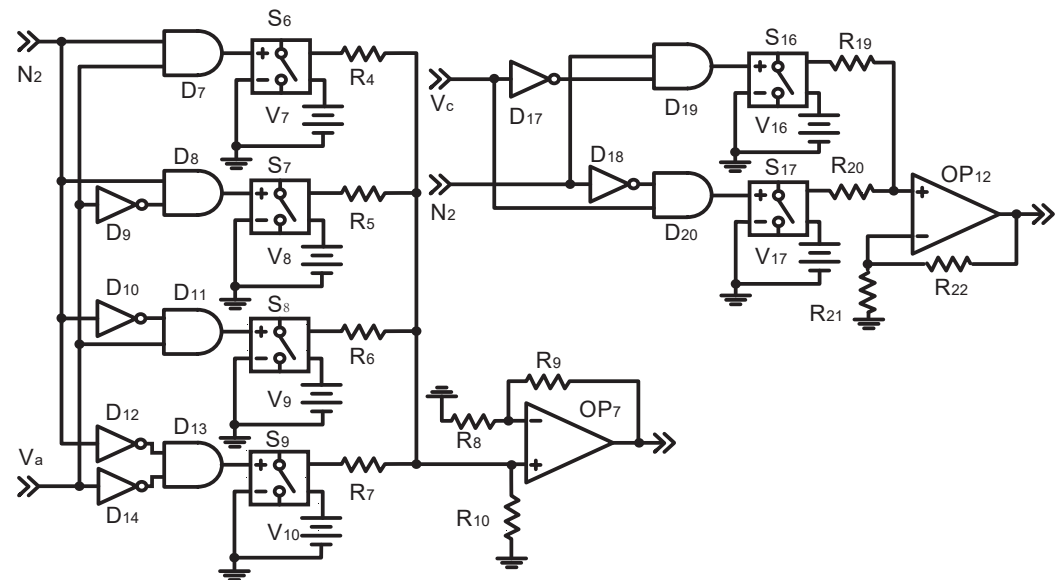 S6
N2
R4
D7
V7
D8
S7
D9
R5
V8
D10
D11
S8
R6
V9
D12
D13
S9
Va
R7
D14
V10
R9
OP7
R8
R10
S16
R19
Vc
D17
D19
V16
D18
S17
R20
OP12
N2
D20
V17
R21
R22
+
−
+
−
+
−
+
−
+
−
+
−
+
−
−
+